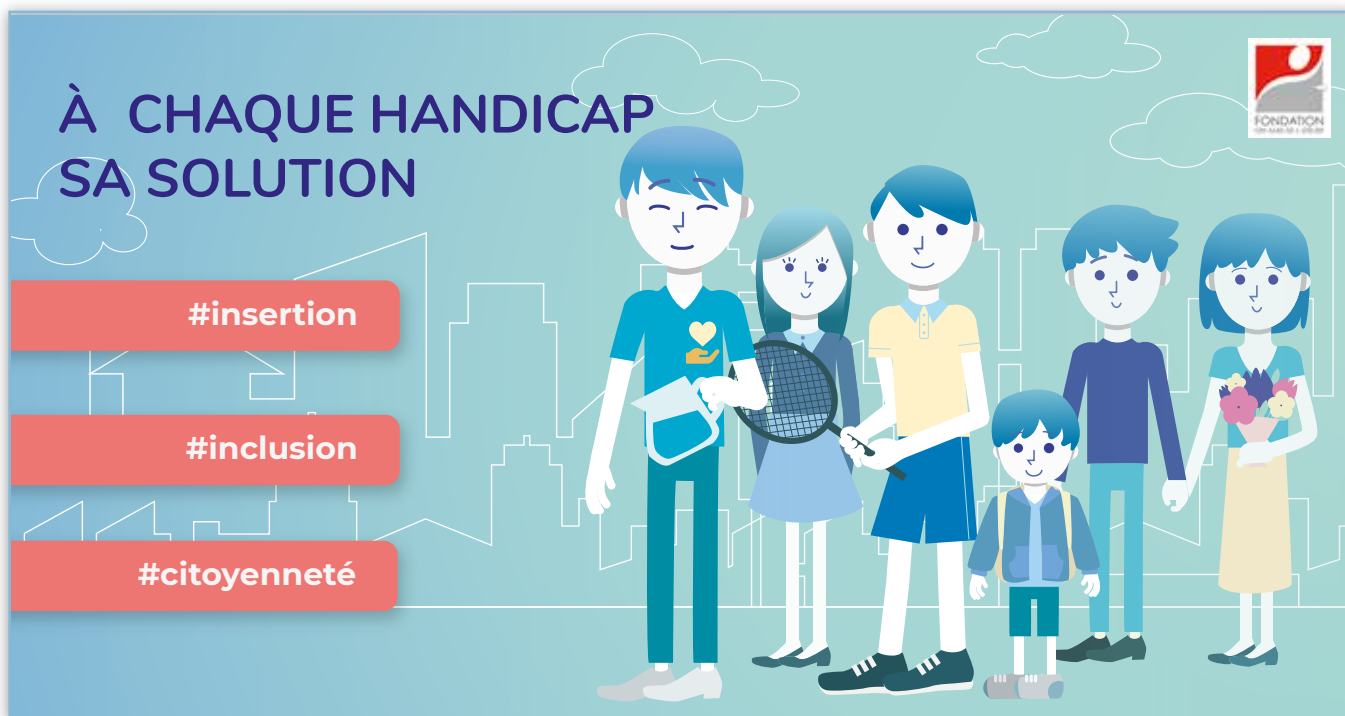 À CHAQUE HANDICAP
SA SOLUTION
#insertion
#inclusion
#citoyenneté
FONDATION